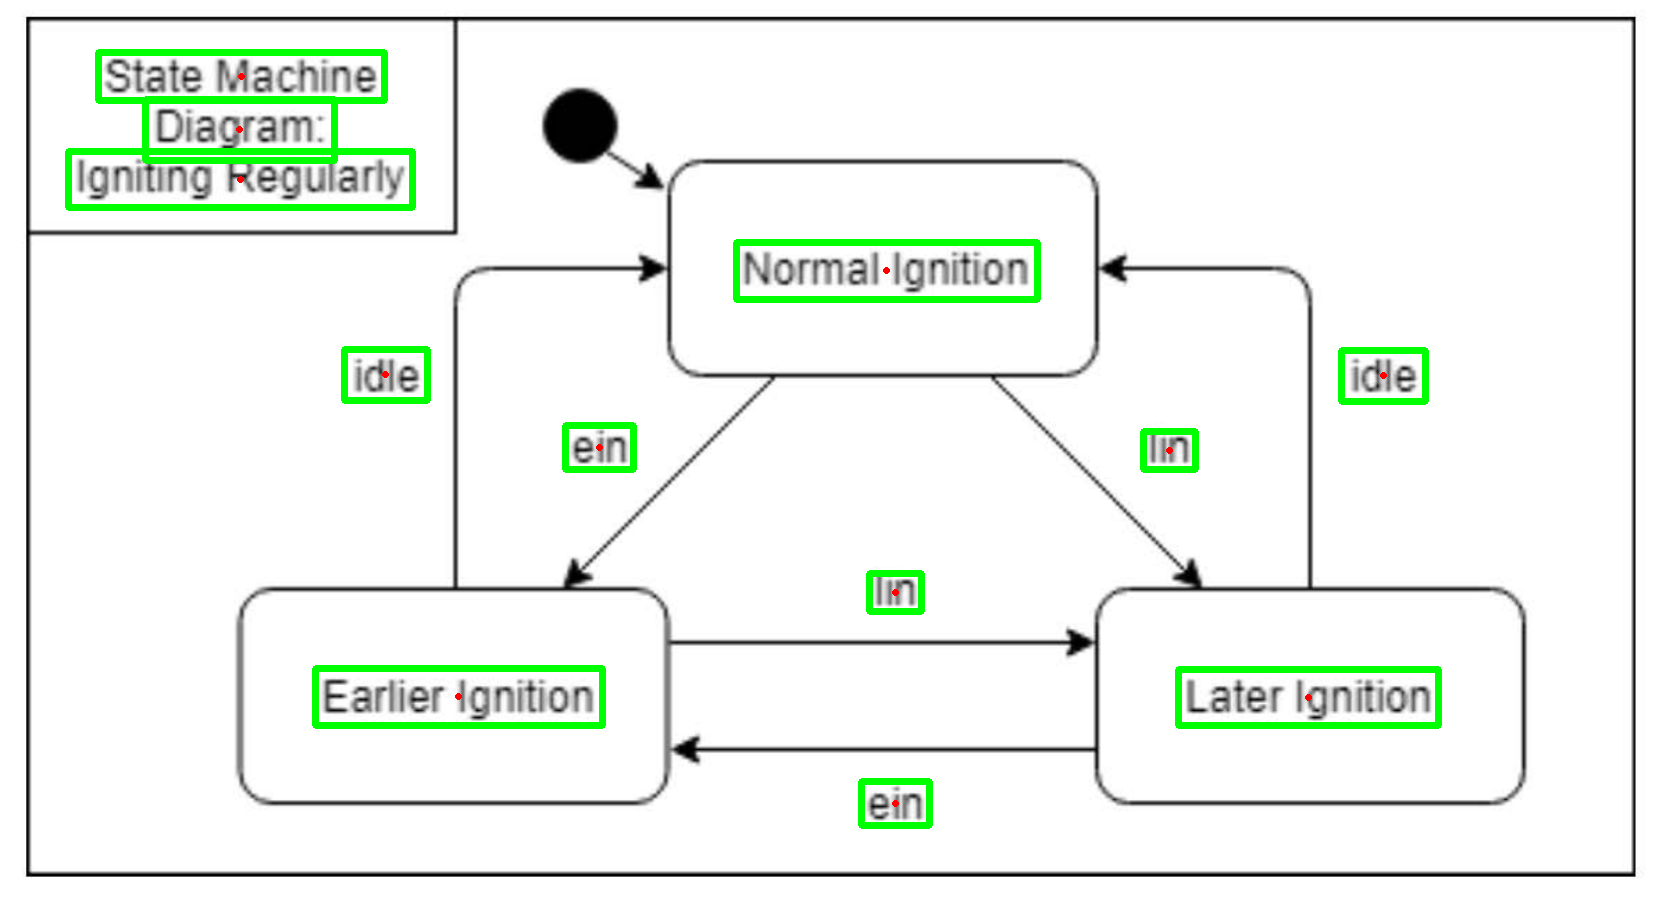 State Machine
Diagram:
Igniting Regularly
Normal Ignition
idle
idle
ein
lin
lin
Earlier Ignition
Later Ignition
ein